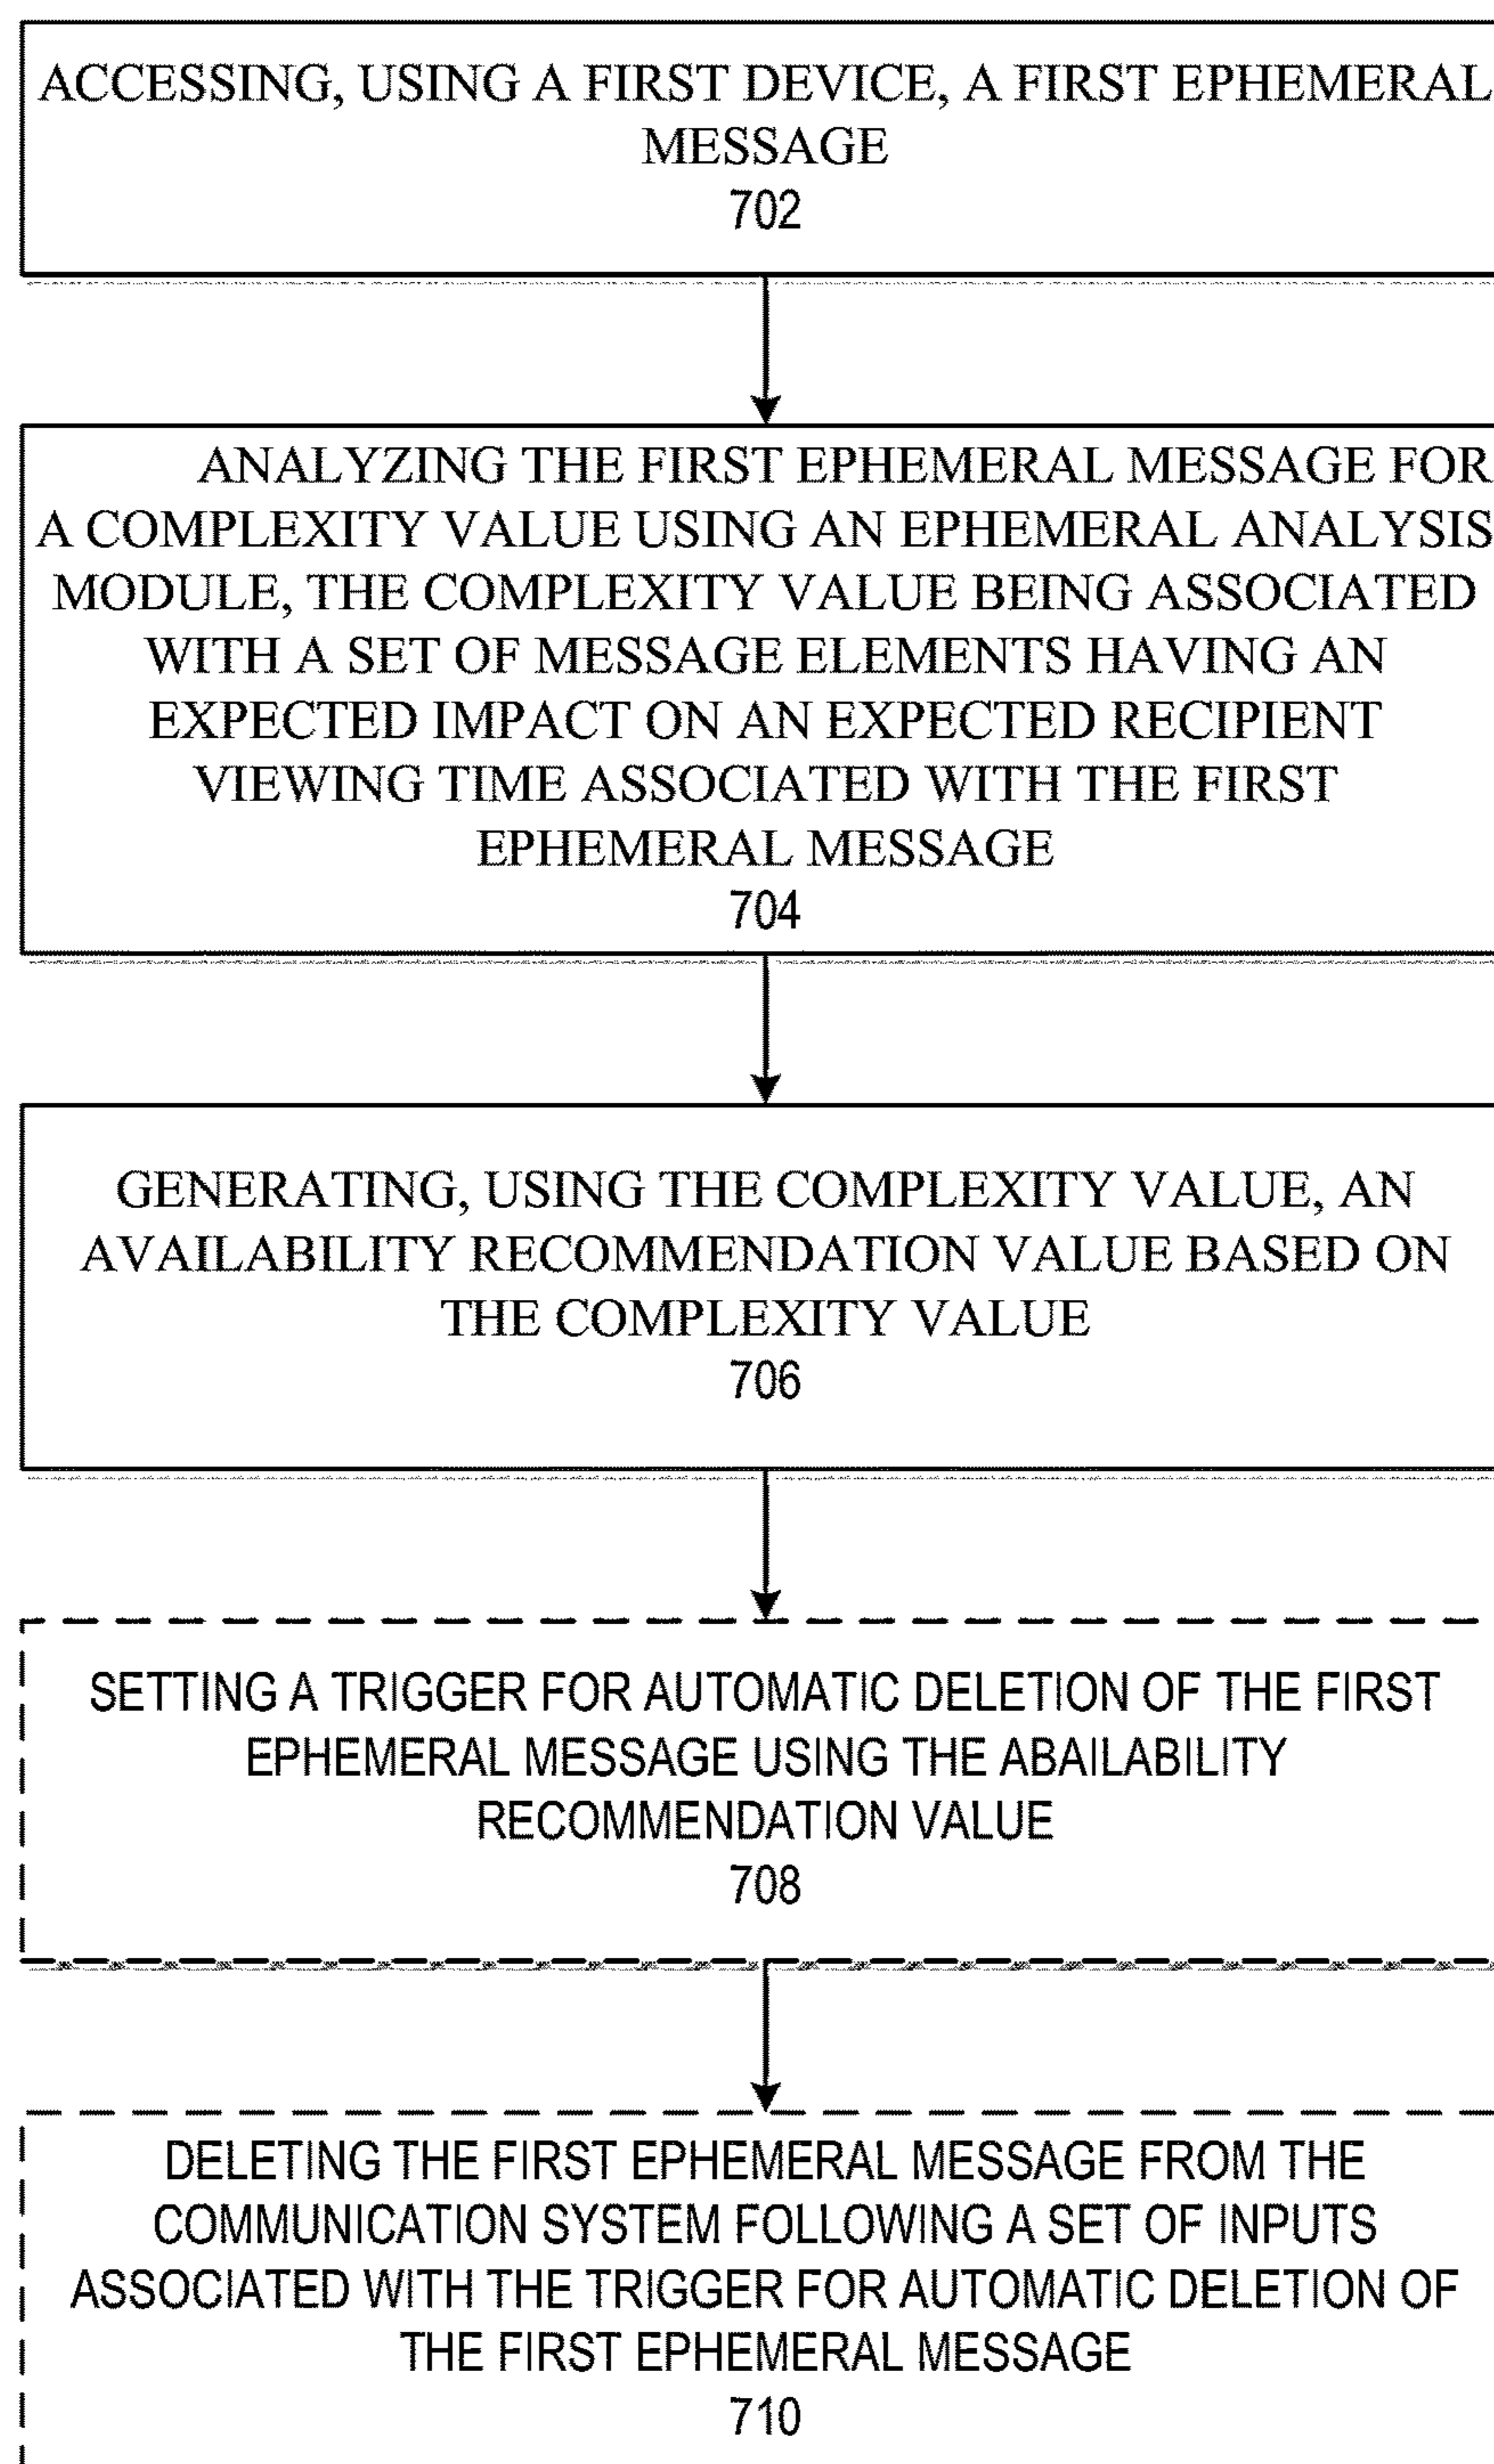 ACCESSING, USING A FIRST DEVICE, A FIRST EPHEMERAL
MESSAGE
702
ANALYZING THE FIRST EPHEMERAL MESSAGE FOR
A COMPLEXITY VALUE USING AN EPHEMERAL ANALYSIS
MODULE, THE COMPLEXITY VALUE BEING ASSOCIATED
WITH A SET OF MESSAGE ELEMENTS HAVING AN
EXPECTED IMPACT ON AN EXPECTED RECIPIENT
VIEWING TIME ASSOCIATED WITH THE FIRST
EPHEMERAL MESSAGE
704
GENERATING, USING THE COMPLEXITY VALUE, AN
AVAILABILITY RECOMMENDATION VALUE BASED ON
THE COMPLEXITY VALUE
706
SETTING A TRIGGER FOR AUTOMATIC DELETION OF THE FIRST
EPHEMERAL MESSAGE USING THE ABAILABILITY
RECOMMENDATION VALUE
708
DELETING THE FIRST EPHEMERAL MESSAGE FROM THE
COMMUNICATION SYSTEM FOLLOWING A SET OF INPUTS
ASSOCIATED WITH THE TRIGGER FOR AUTOMATIC DELETION OF
THE FIRST EPHEMERAL MESSAGE
710